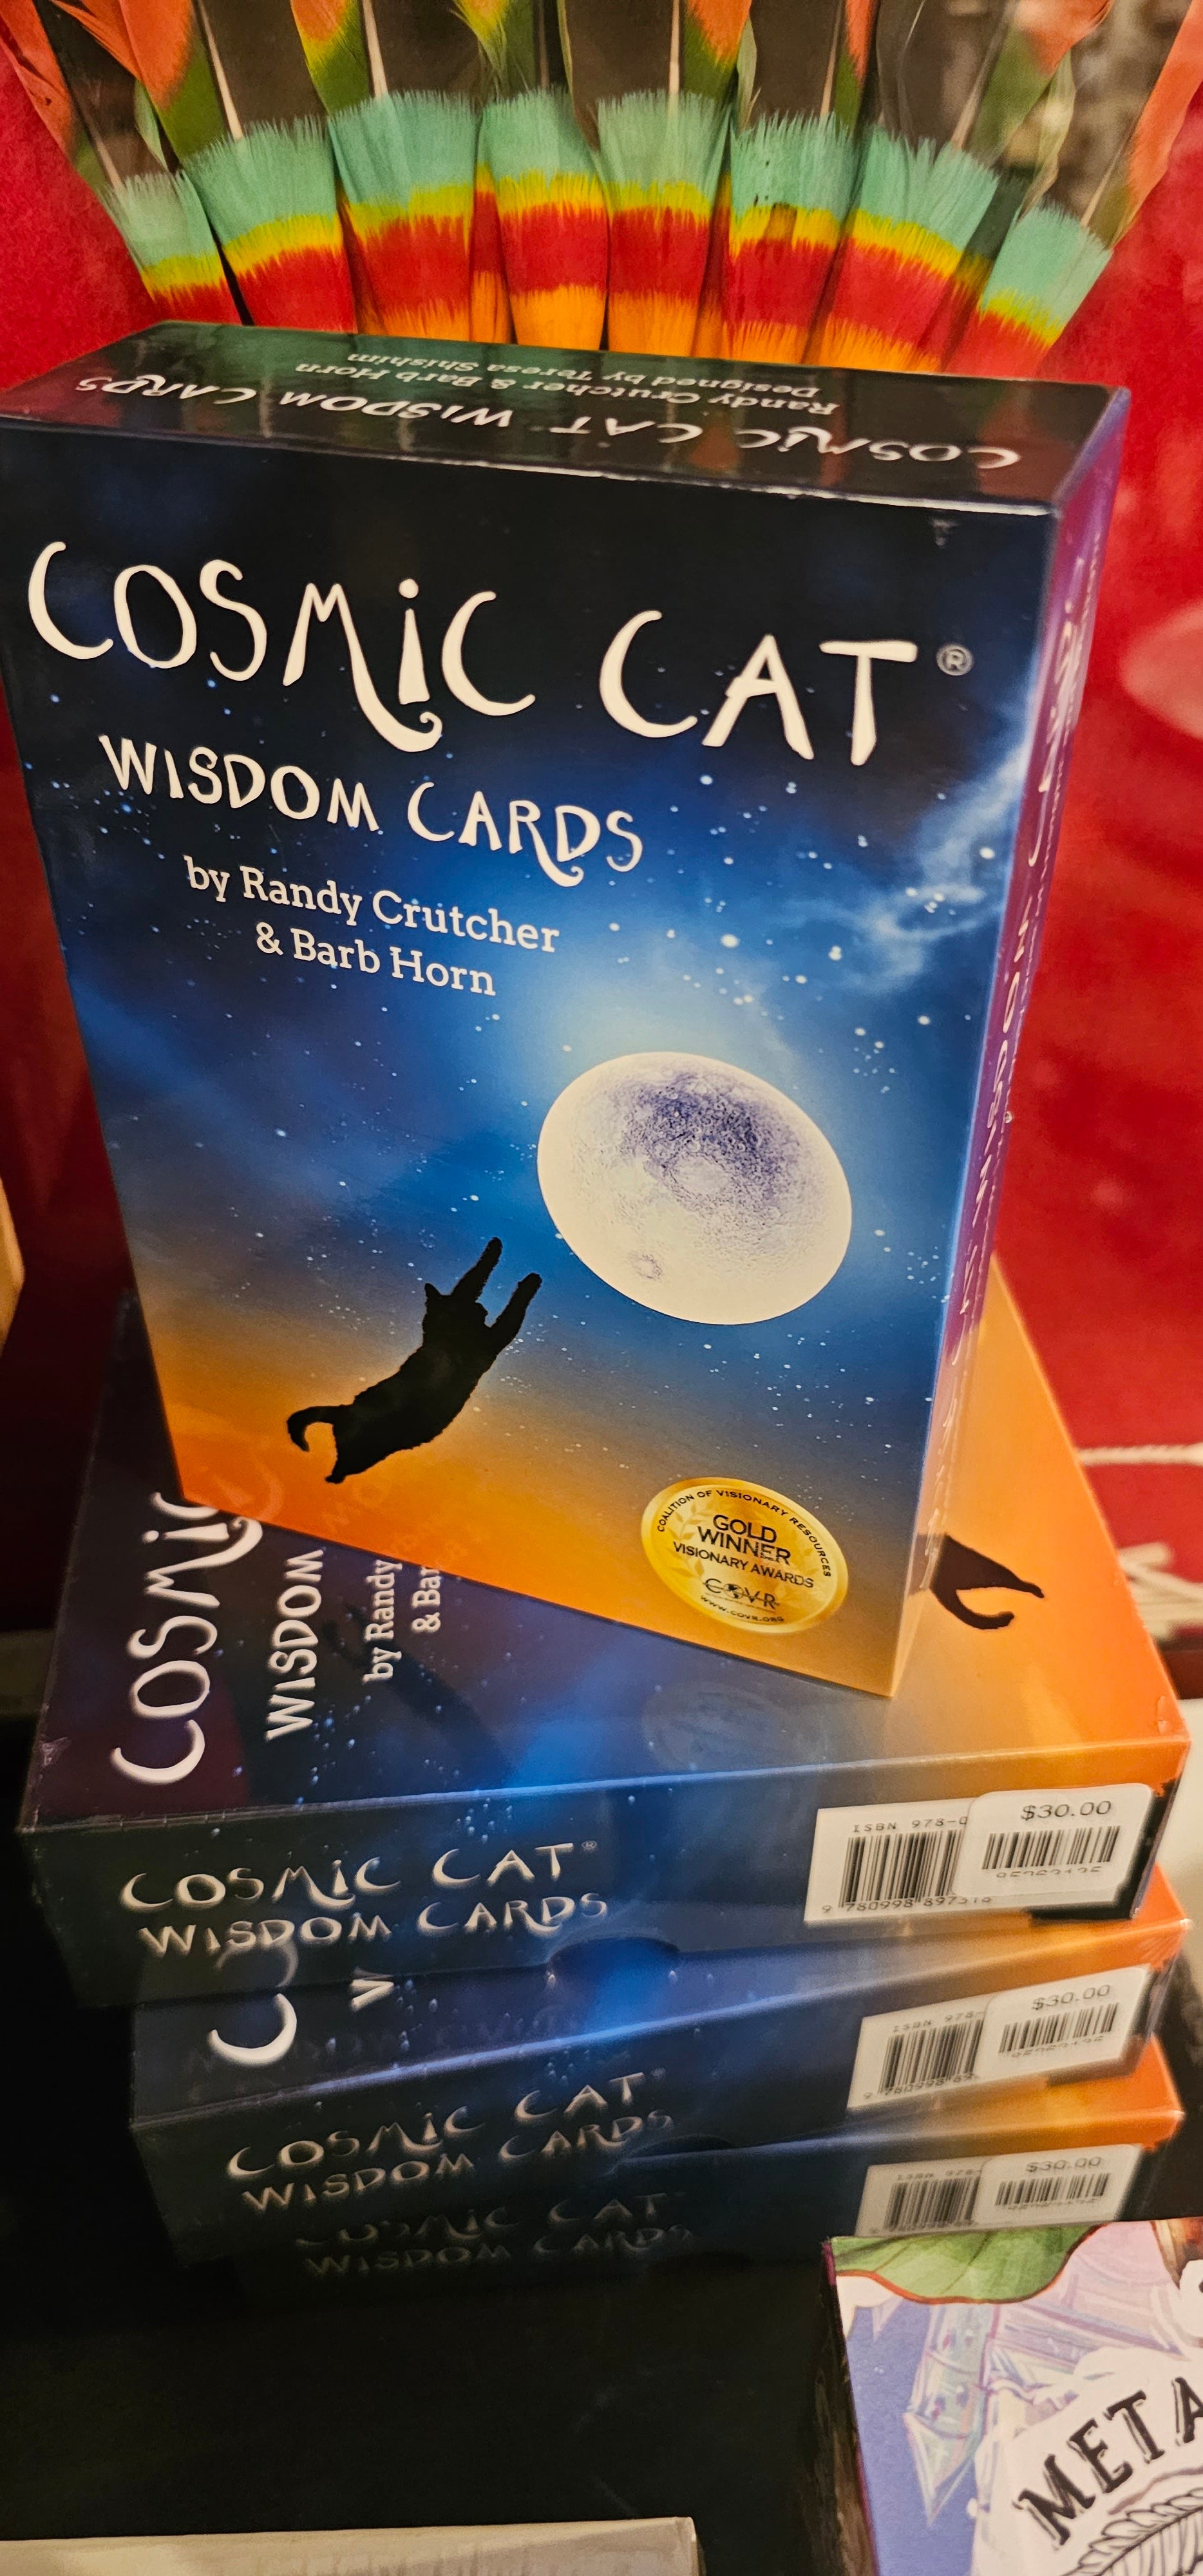 COSMIC CAT WISDOM CARDS
Randy Crutcher & Barb Horn
Designed by Teresa Shishim
COSMIC CAT®
WISDOM CARDS
by Randy Crutcher
& Barb Horn
COALITION OF VISIONARY RESOURCES
GOLD
WINNER
VISIONARY AWARDS
COVR
WWW.COVR.ORG
COSMIC
WISDOM
by Randy
$30.00
ISBN 978-0
COSMIC CAT®
WISDOM CARDS
$30.00
ISBN 978-
COSMIC CAT
WISDOM CARDS
$30.00
ISBN 978-
COSMIC CAT
WISDOM CARDS
META